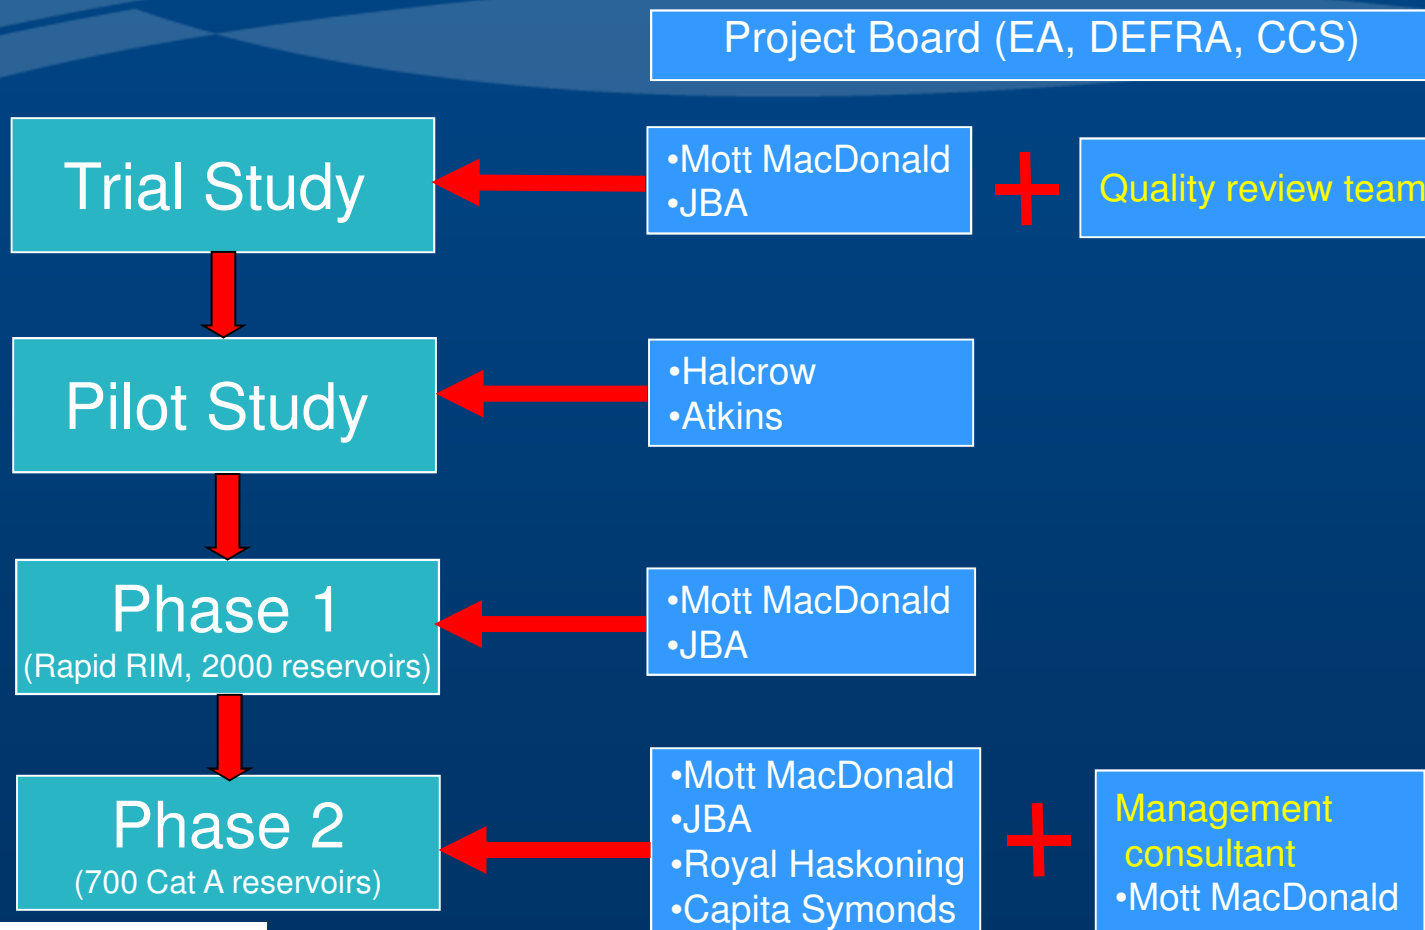 Project Board (EA, DEFRA, CCS)
Trial Study
•Mott MacDonald
•JBA
+
Quality review team
Pilot Study
•Halcrow
•Atkins
Phase 1
(Rapid RIM, 2000 reservoirs)
•Mott MacDonald
•JBA
Phase 2
(700 Cat A reservoirs)
•Mott MacDonald
•JBA
•Royal Haskoning
•Capita Symonds
+
Management
consultant
•Mott MacDonald